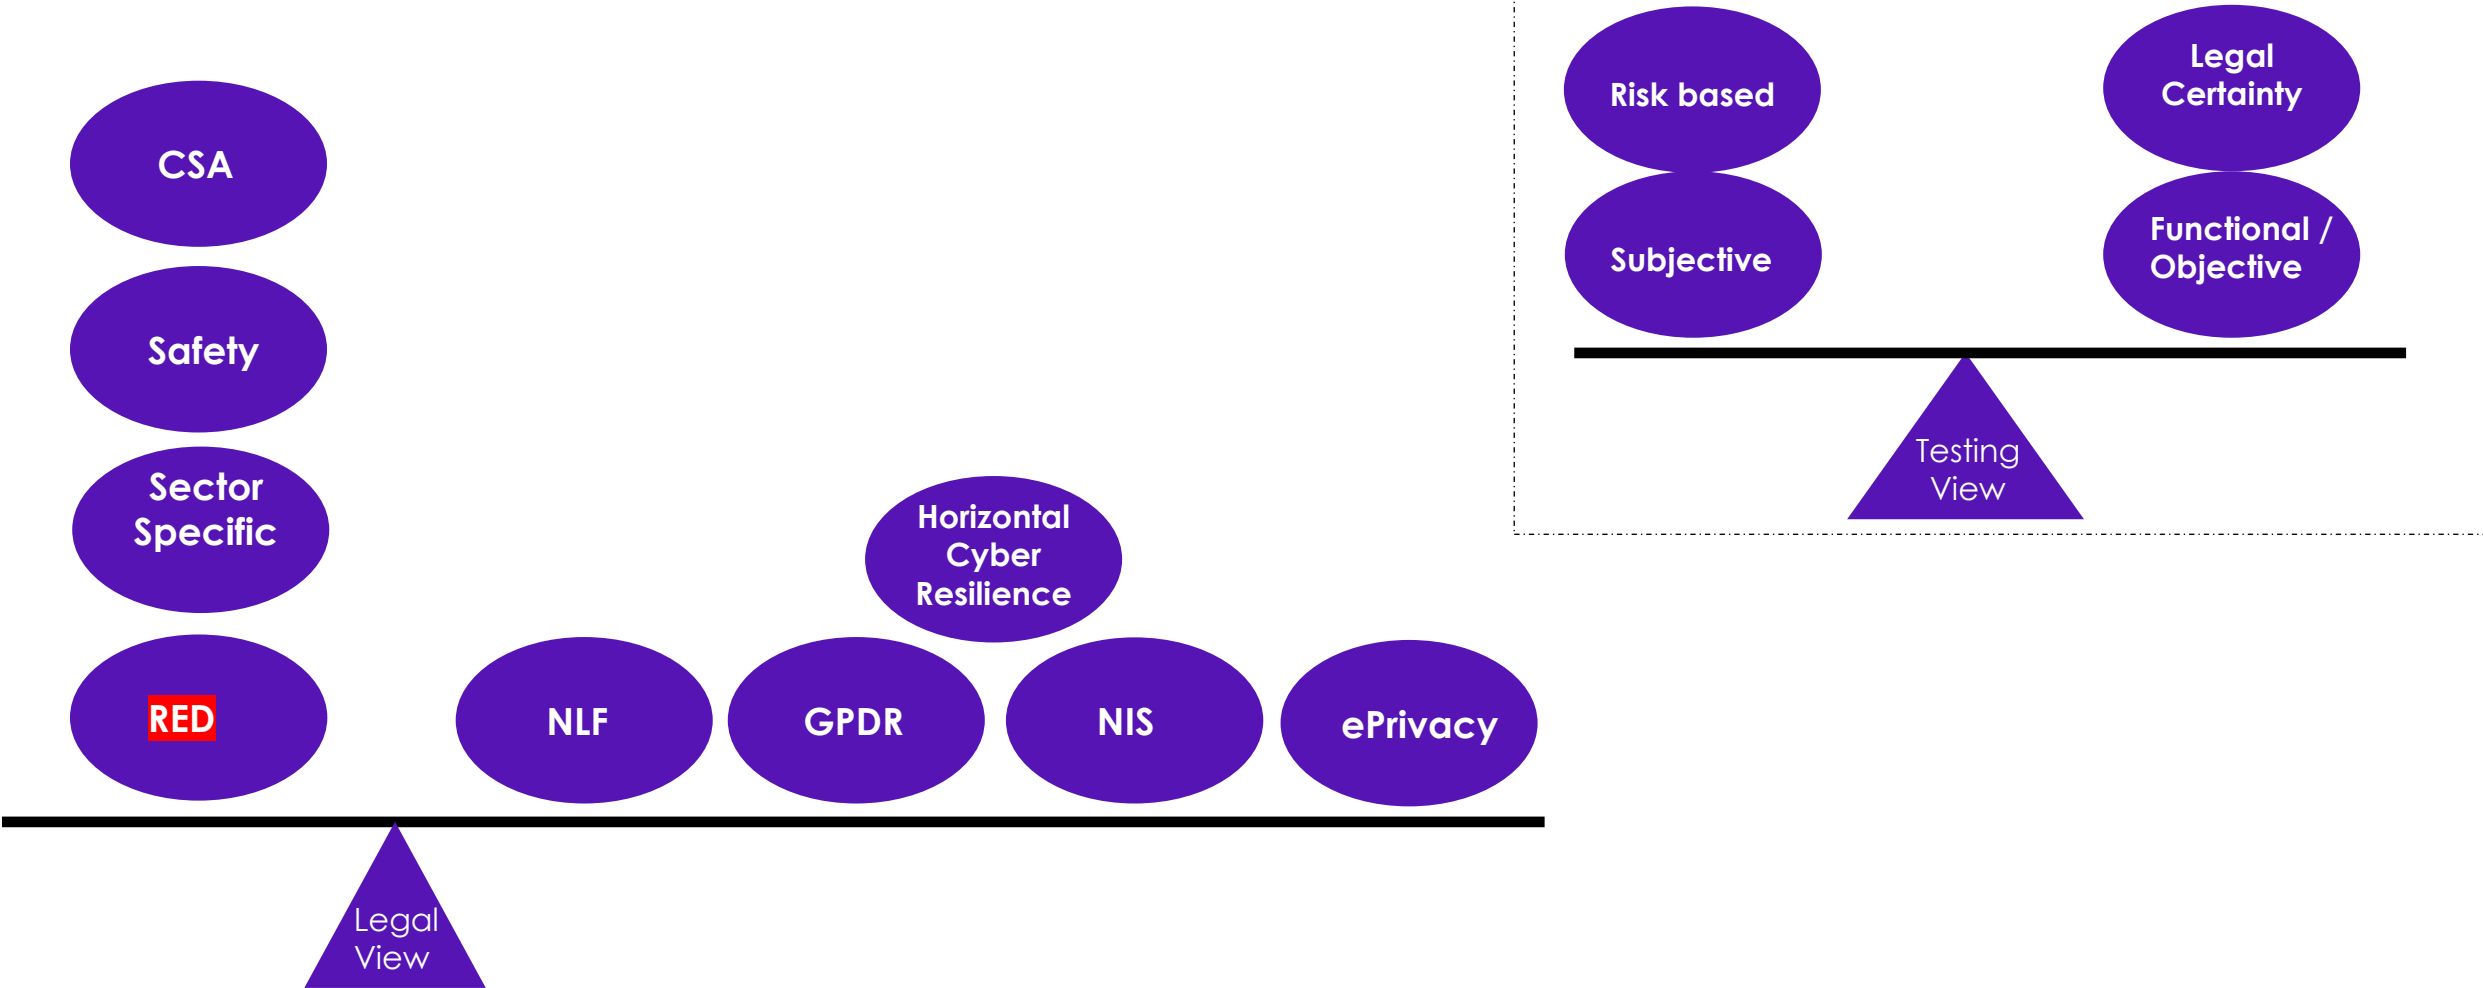 CSA
Safety
Sector
Specific
RED
NLF
GPDR
Horizontal
Cyber
Resilience
NIS
ePrivacy
Legal
View
Risk based
Subjective
Legal
Certainty
Functional /
Objective
Testing
View